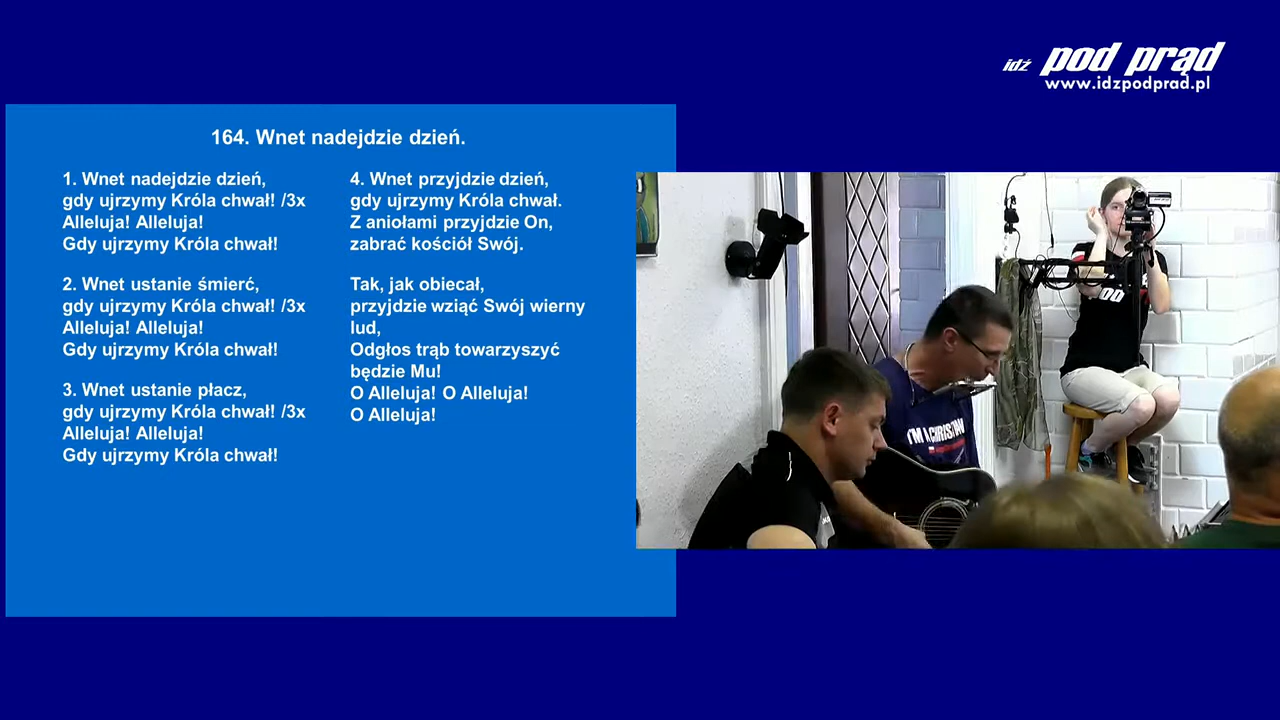 idź pod prąd
www.idzpodprad.pl
164. Wnet nadejdzie dzień.
1. Wnet nadejdzie dzień,
gdy ujrzymy Króla chwał! /3x
Alleluja! Alleluja!
Gdy ujrzymy Króla chwał!
2. Wnet ustanie śmierć,
gdy ujrzymy Króla chwał! /3x
Alleluja! Alleluja!
Gdy ujrzymy Króla chwał!
3. Wnet ustanie płacz,
gdy ujrzymy Króla chwał! /3x
Alleluja! Alleluja!
Gdy ujrzymy Króla chwał!
4. Wnet przyjdzie dzień,
gdy ujrzymy Króla chwał.
Z aniołami przyjdzie On,
zabrać kościół Swój.
Tak, jak obiecał,
przyjdzie wziąć Swój wierny
lud,
Odgłos trąb towarzyszyć
będzie Mu!
O Alleluja! O Alleluja!
O Alleluja!
I'M A CHRISTIAN